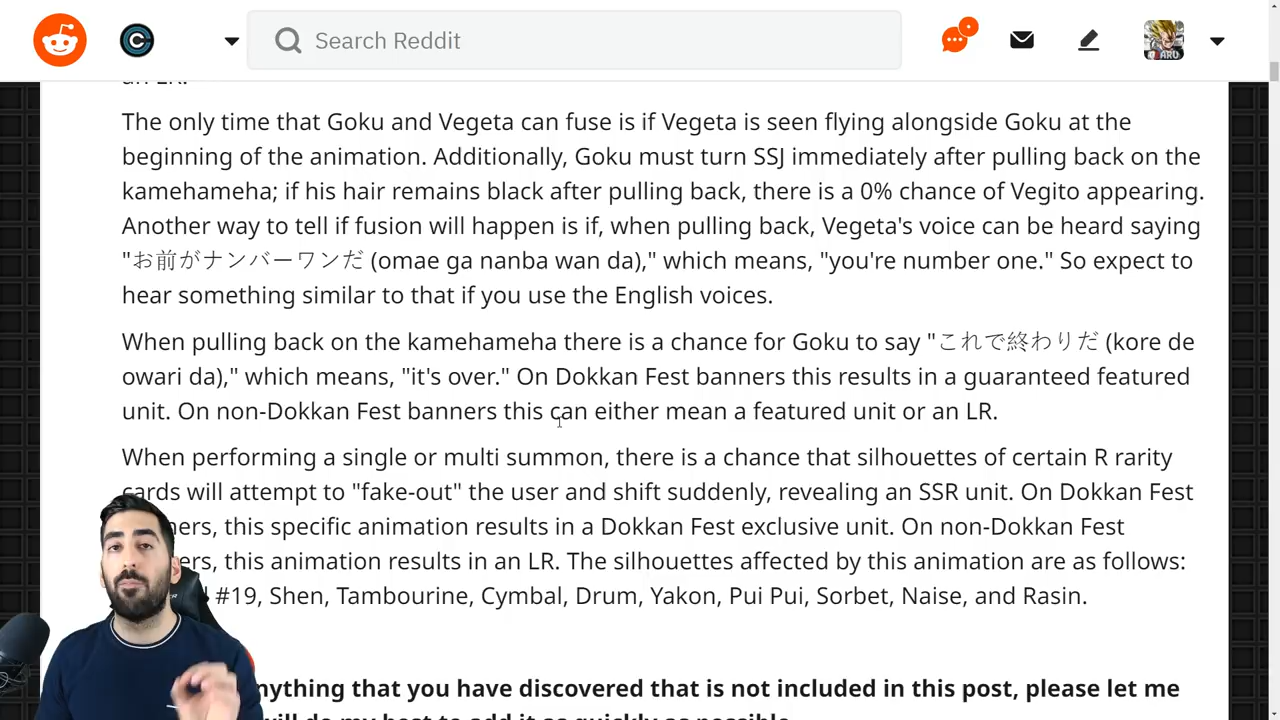 Search Reddit
The only time that Goku and Vegeta can fuse is if Vegeta is seen flying alongside Goku at the
beginning of the animation. Additionally, Goku must turn SSJ immediately after pulling back on the
kamehameha; if his hair remains black after pulling back, there is a 0% chance of Vegito appearing.
Another way to tell if fusion will happen is if, when pulling back, Vegeta's voice can be heard saying
"お前がナンバーワンだ (omae ga nanba wan da)," which means, "you're number one." So expect to
hear something similar to that if you use the English voices.
When pulling back on the kamehameha there is a chance for Goku to say "これで終わりだ (kore de
owari da)," which means, "it's over." On Dokkan Fest banners this results in a guaranteed featured
unit. On non-Dokkan Fest banners this can either mean a featured unit or an LR.
When performing a single or multi summon, there is a chance that silhouettes of certain R rarity
cards will attempt to "fake-out" the user and shift suddenly, revealing an SSR unit. On Dokkan Fest
this specific animation results in a Dokkan Fest exclusive unit. On non-Dokkan Fest
this animation results in an LR. The silhouettes affected by this animation are as follows:
#19, Shen, Tambourine, Cymbal, Drum, Yakon, Pui Pui, Sorbet, Naise, and Rasin.
that you have discovered that is not included in this post, please let me